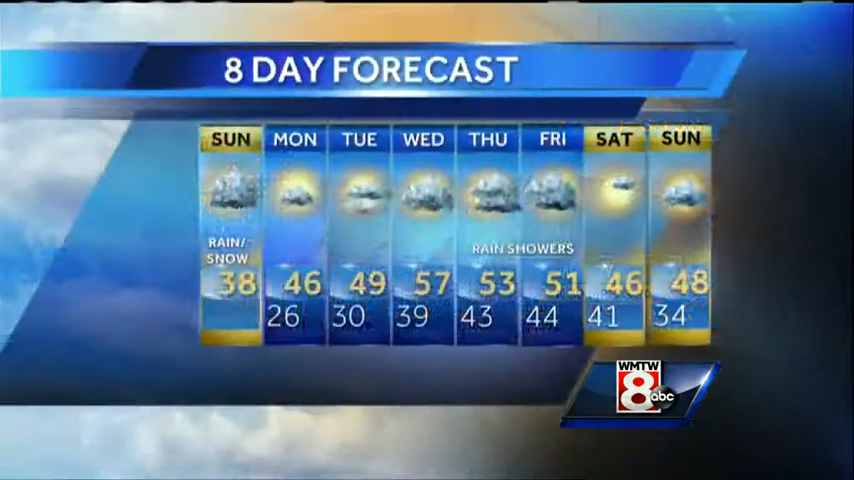 8 DAY FORECAST
SUN MON TUE WED THU FRI SAT SUN
RAIN/
SNOW
RAIN SHOWERS
38 46 49 57 53 51 46 48
26 30 39 43 44 41 34
WMTW
8 abc